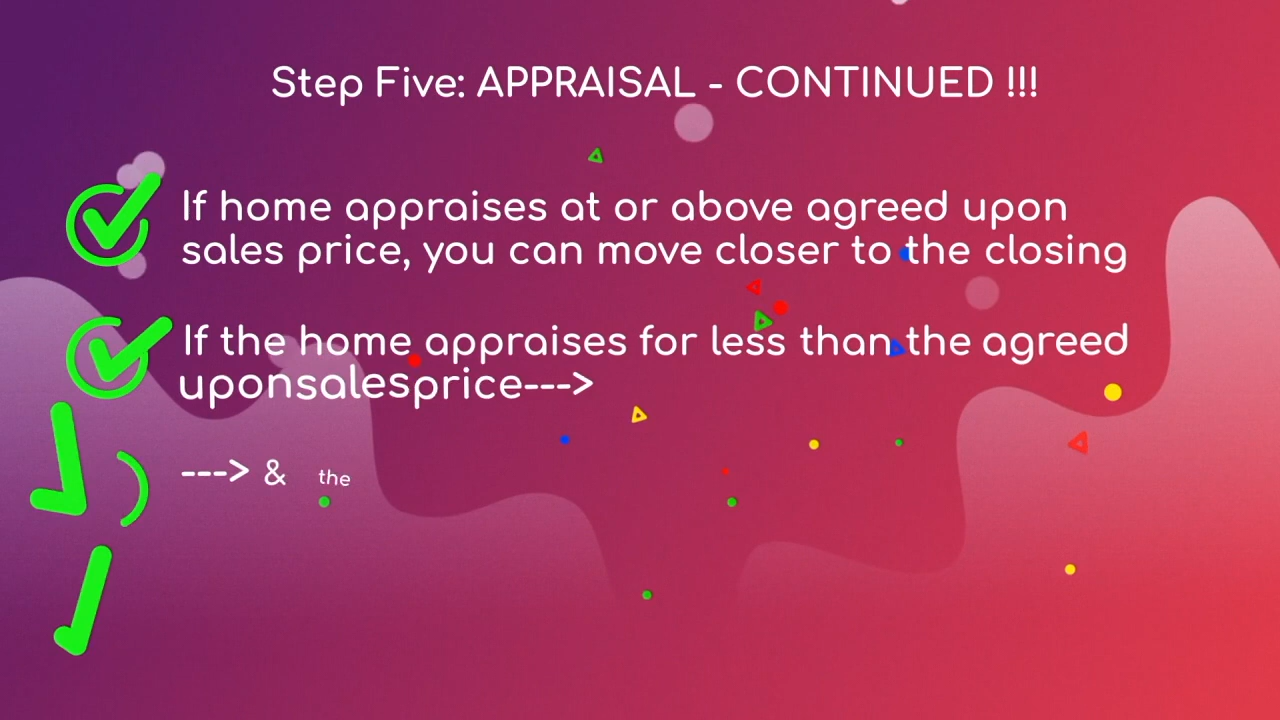 Step Five: APPRAISAL - CONTINUED !!!
If home appraises at or above agreed upon
sales price, you can move closer to the closing
If the home appraises for less than the agreed
uponsalesprice--->
---> & the